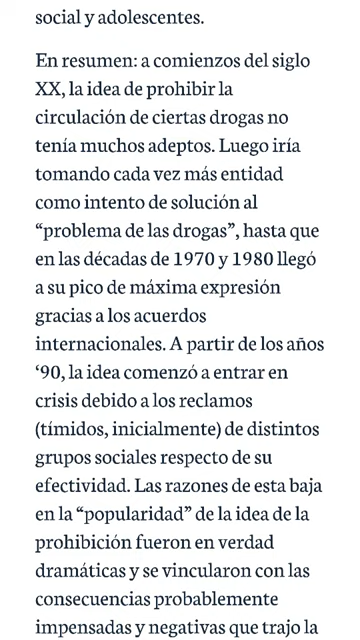 social y adolescentes.
En resumen: a comienzos del siglo
XX, la idea de prohibir la
circulación de ciertas drogas no
tenía muchos adeptos. Luego iría
tomando cada vez más entidad
como intento de solución al
“problema de las drogas”, hasta que
en las décadas de 1970 y 1980 llegó
a su pico de máxima expresión
gracias a los acuerdos
internacionales. A partir de los años
‘90, la idea comenzó a entrar en
crisis debido a los reclamos
(tímidos, inicialmente) de distintos
grupos sociales respecto de su
efectividad. Las razones de esta baja
en la “popularidad” de la idea de la
prohibición fueron en verdad
dramáticas y se vincularon con las
consecuencias probablemente
impensadas y negativas que trajo la